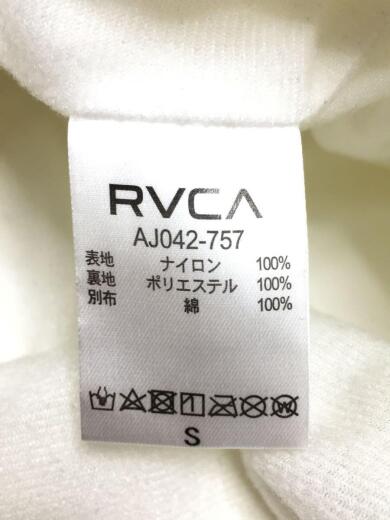 RVCA
AJ042-757
表地 ナイロン 100%
裏地 ポリエステル 100%
別布 綿 100%
S